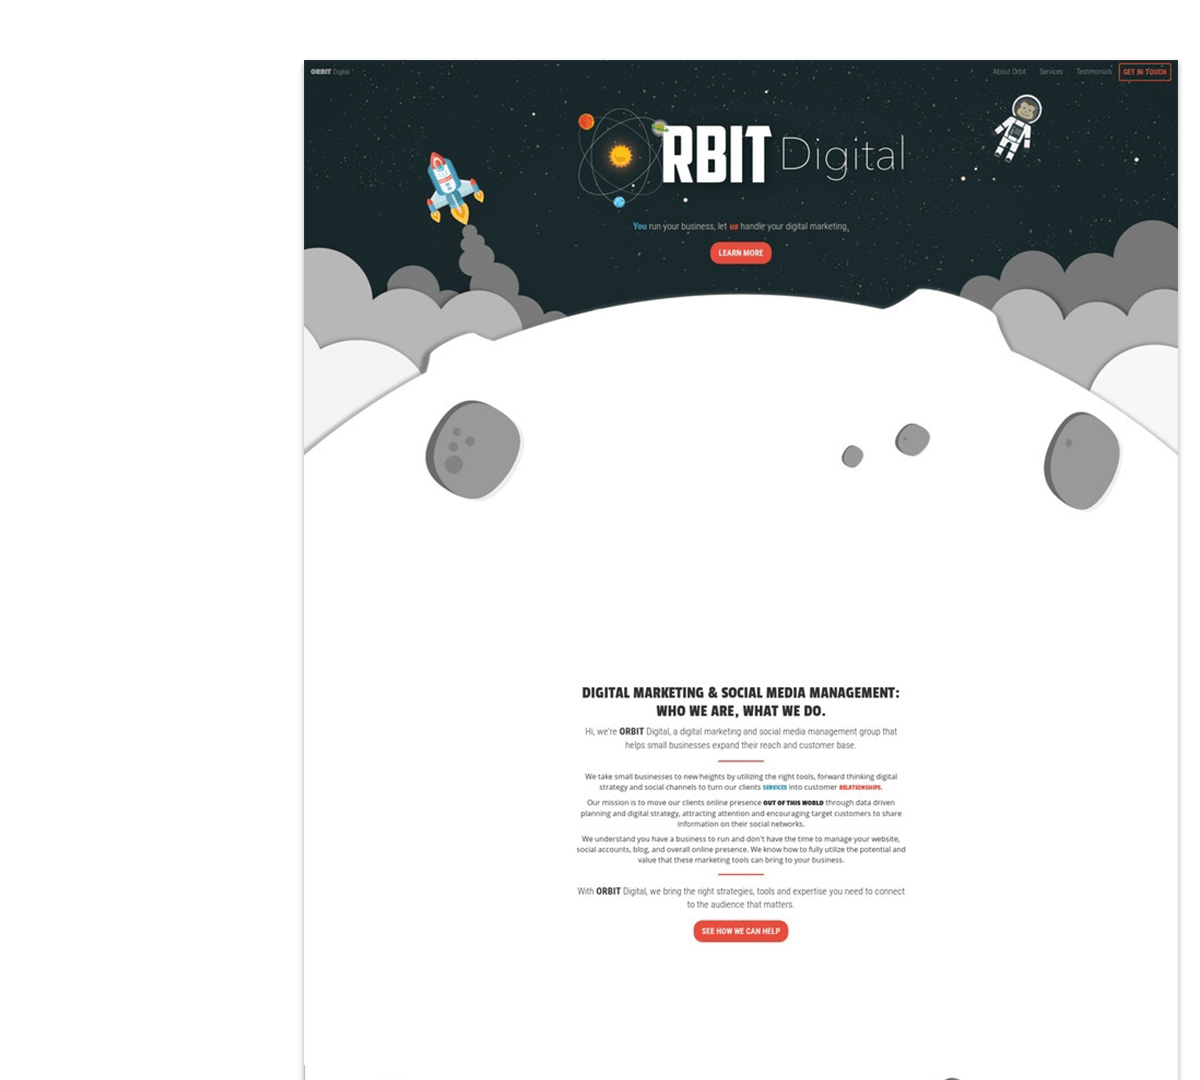 ORBIT Digital
About Orbit Services Testimonials GET IN TOUCH
ORBIT Digital
You run your business, let us handle your digital marketing.
LEARN MORE
DIGITAL MARKETING & SOCIAL MEDIA MANAGEMENT:
WHO WE ARE, WHAT WE DO.
Hi, we're ORBIT Digital, a digital marketing and social media management group that
helps small businesses expand their reach and customer base.
We take small businesses to new heights by utilizing the right tools, forward thinking digital
strategy and social channels to turn our clients SERVICES into customer RELATIONSHIPS.
Our mission is to move our clients online presence OUT OF THIS WORLD through data driven
planning and digital strategy, attracting attention and encouraging target customers to share
information on their social networks.
We understand you have a business to run and don't have the time to manage your website,
social accounts, blog, and overall online presence. We know how to fully utilize the potential and
value that these marketing tools can bring to your business.
With ORBIT Digital, we bring the right strategies, tools and expertise you need to connect
to the audience that matters.
SEE HOW WE CAN HELP